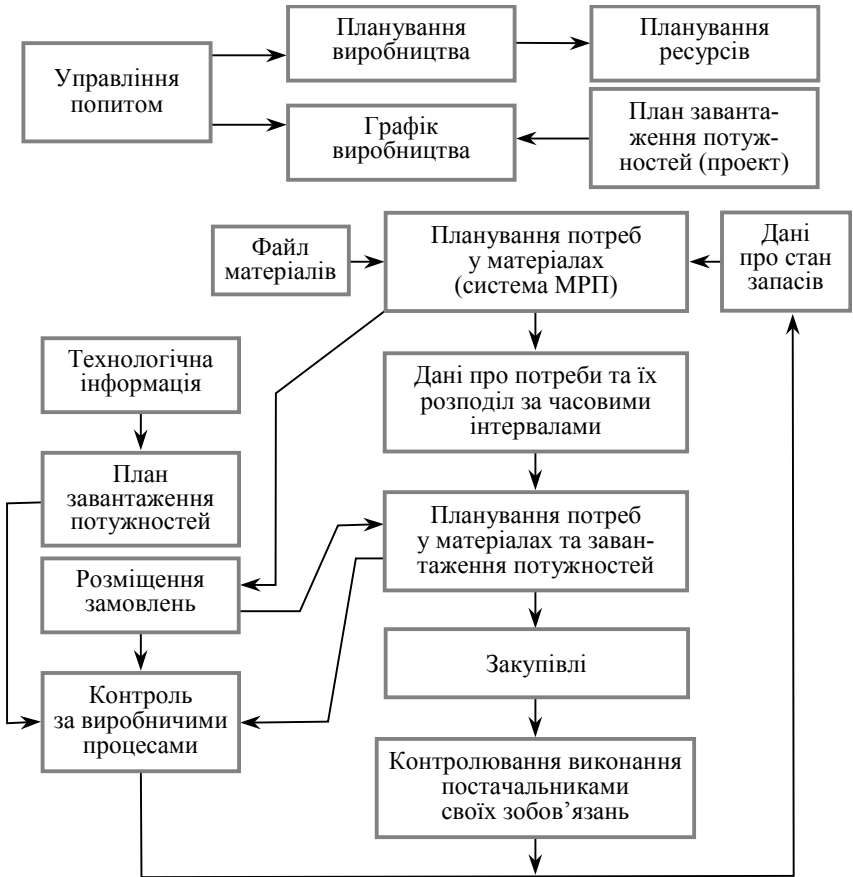 Планування
виробництва
Планування
ресурсів
Управління
попитом
Графік
виробництва
План заванта-
ження потуж-
ностей (проект)
Файл
матеріалів
Планування потреб
у матеріалах
(система МРП)
Дані
про стан
запасів
Технологічна
інформація
Дані про потреби та їх
розподіл за часовими
інтервалами
План
завантаження
потужностей
Планування потреб
у матеріалах та заван-
таження потужностей
Розміщення
замовлень
Закупівлі
Контроль
за виробничими
процесами
Контролювання виконання
постачальниками
своїх зобов’язань